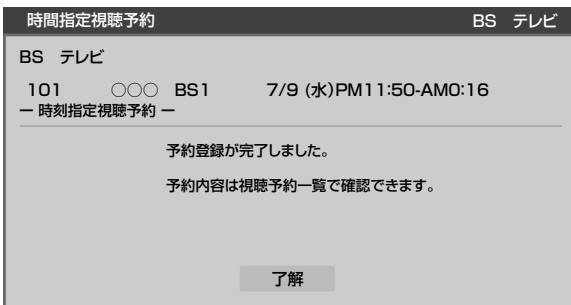 時間指定視聴予約 BS テレビ
BS テレビ
101 ○○○ BS1 7/9 (水)PM11:50-AM0:16
ー 時刻指定視聴予約 ー
予約登録が完了しました。
予約内容は視聴予約一覧で確認できます。
了解